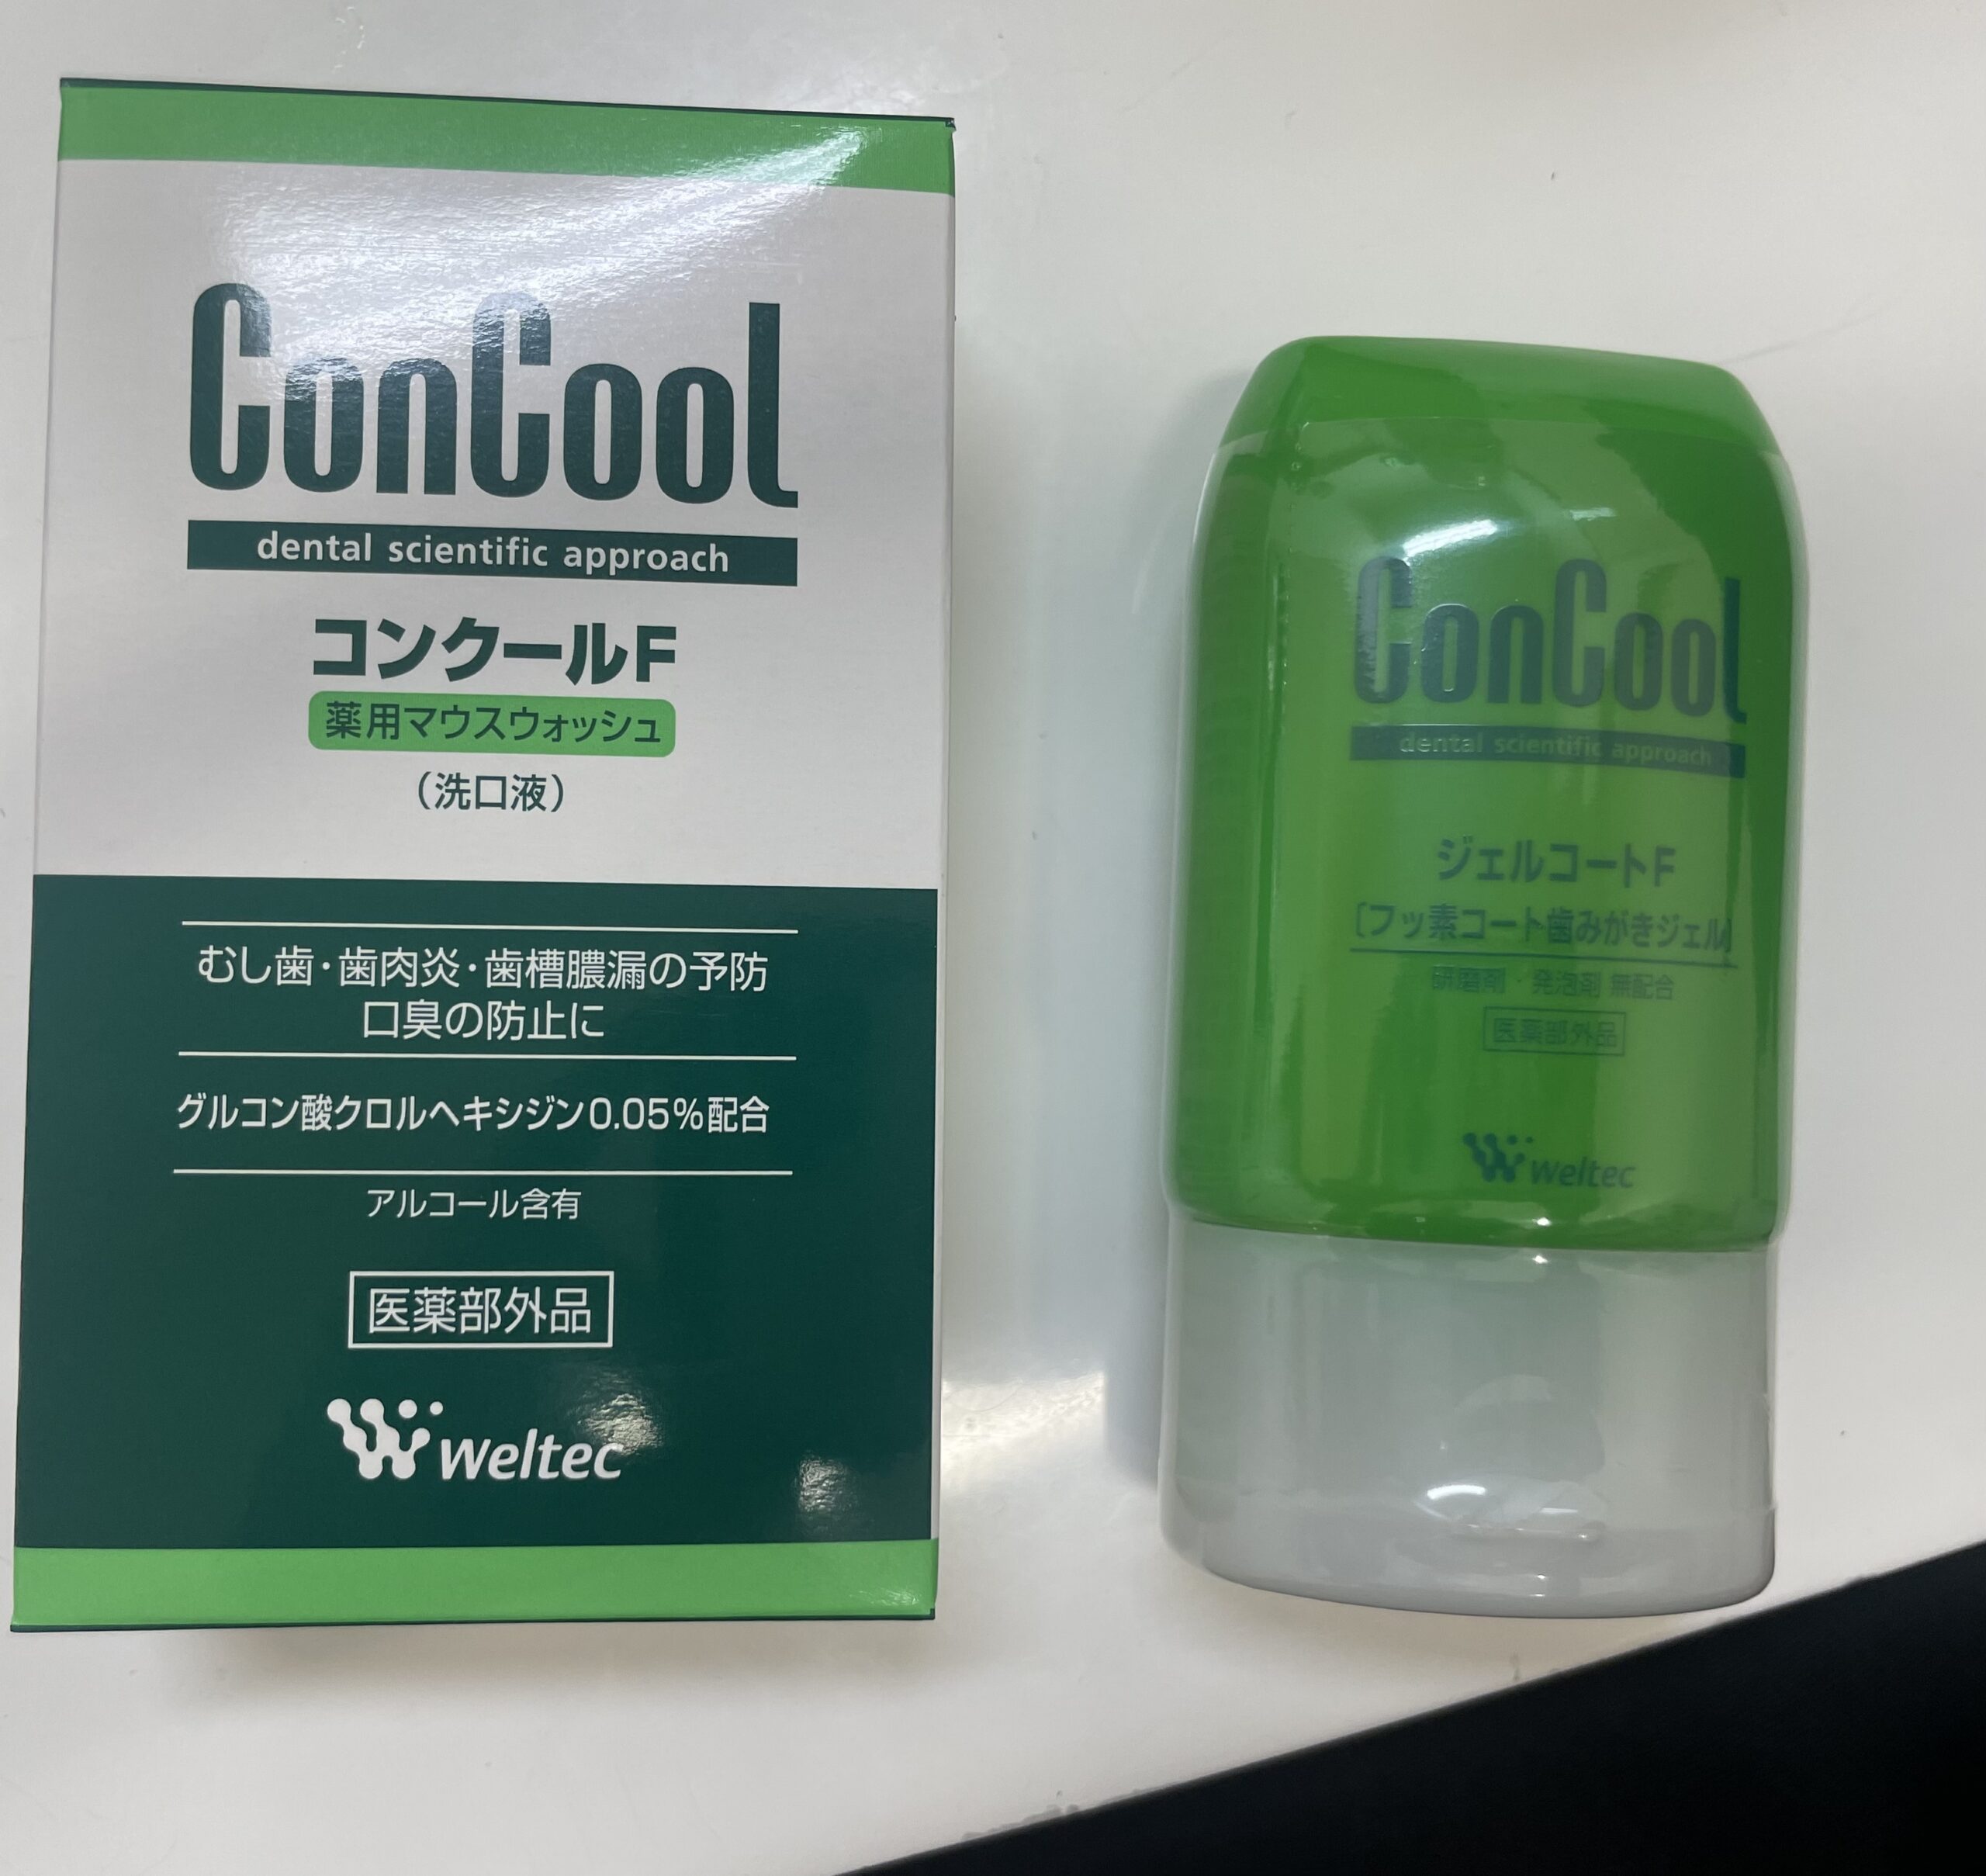 ConCool
dental scientific approach
コンクールF
薬用マウスウォッシュ
（洗口液）
むし歯・歯肉炎・歯槽膿漏の予防
口臭の防止に
グルコン酸クロルヘキシジン0.05%配合
アルコール含有
医薬部外品
weltec
ConCool
dental scientific approach
ジェルコートF
［フッ素コート歯みがきジェル］
研磨剤・発泡剤 無配合
医薬部外品
weltec